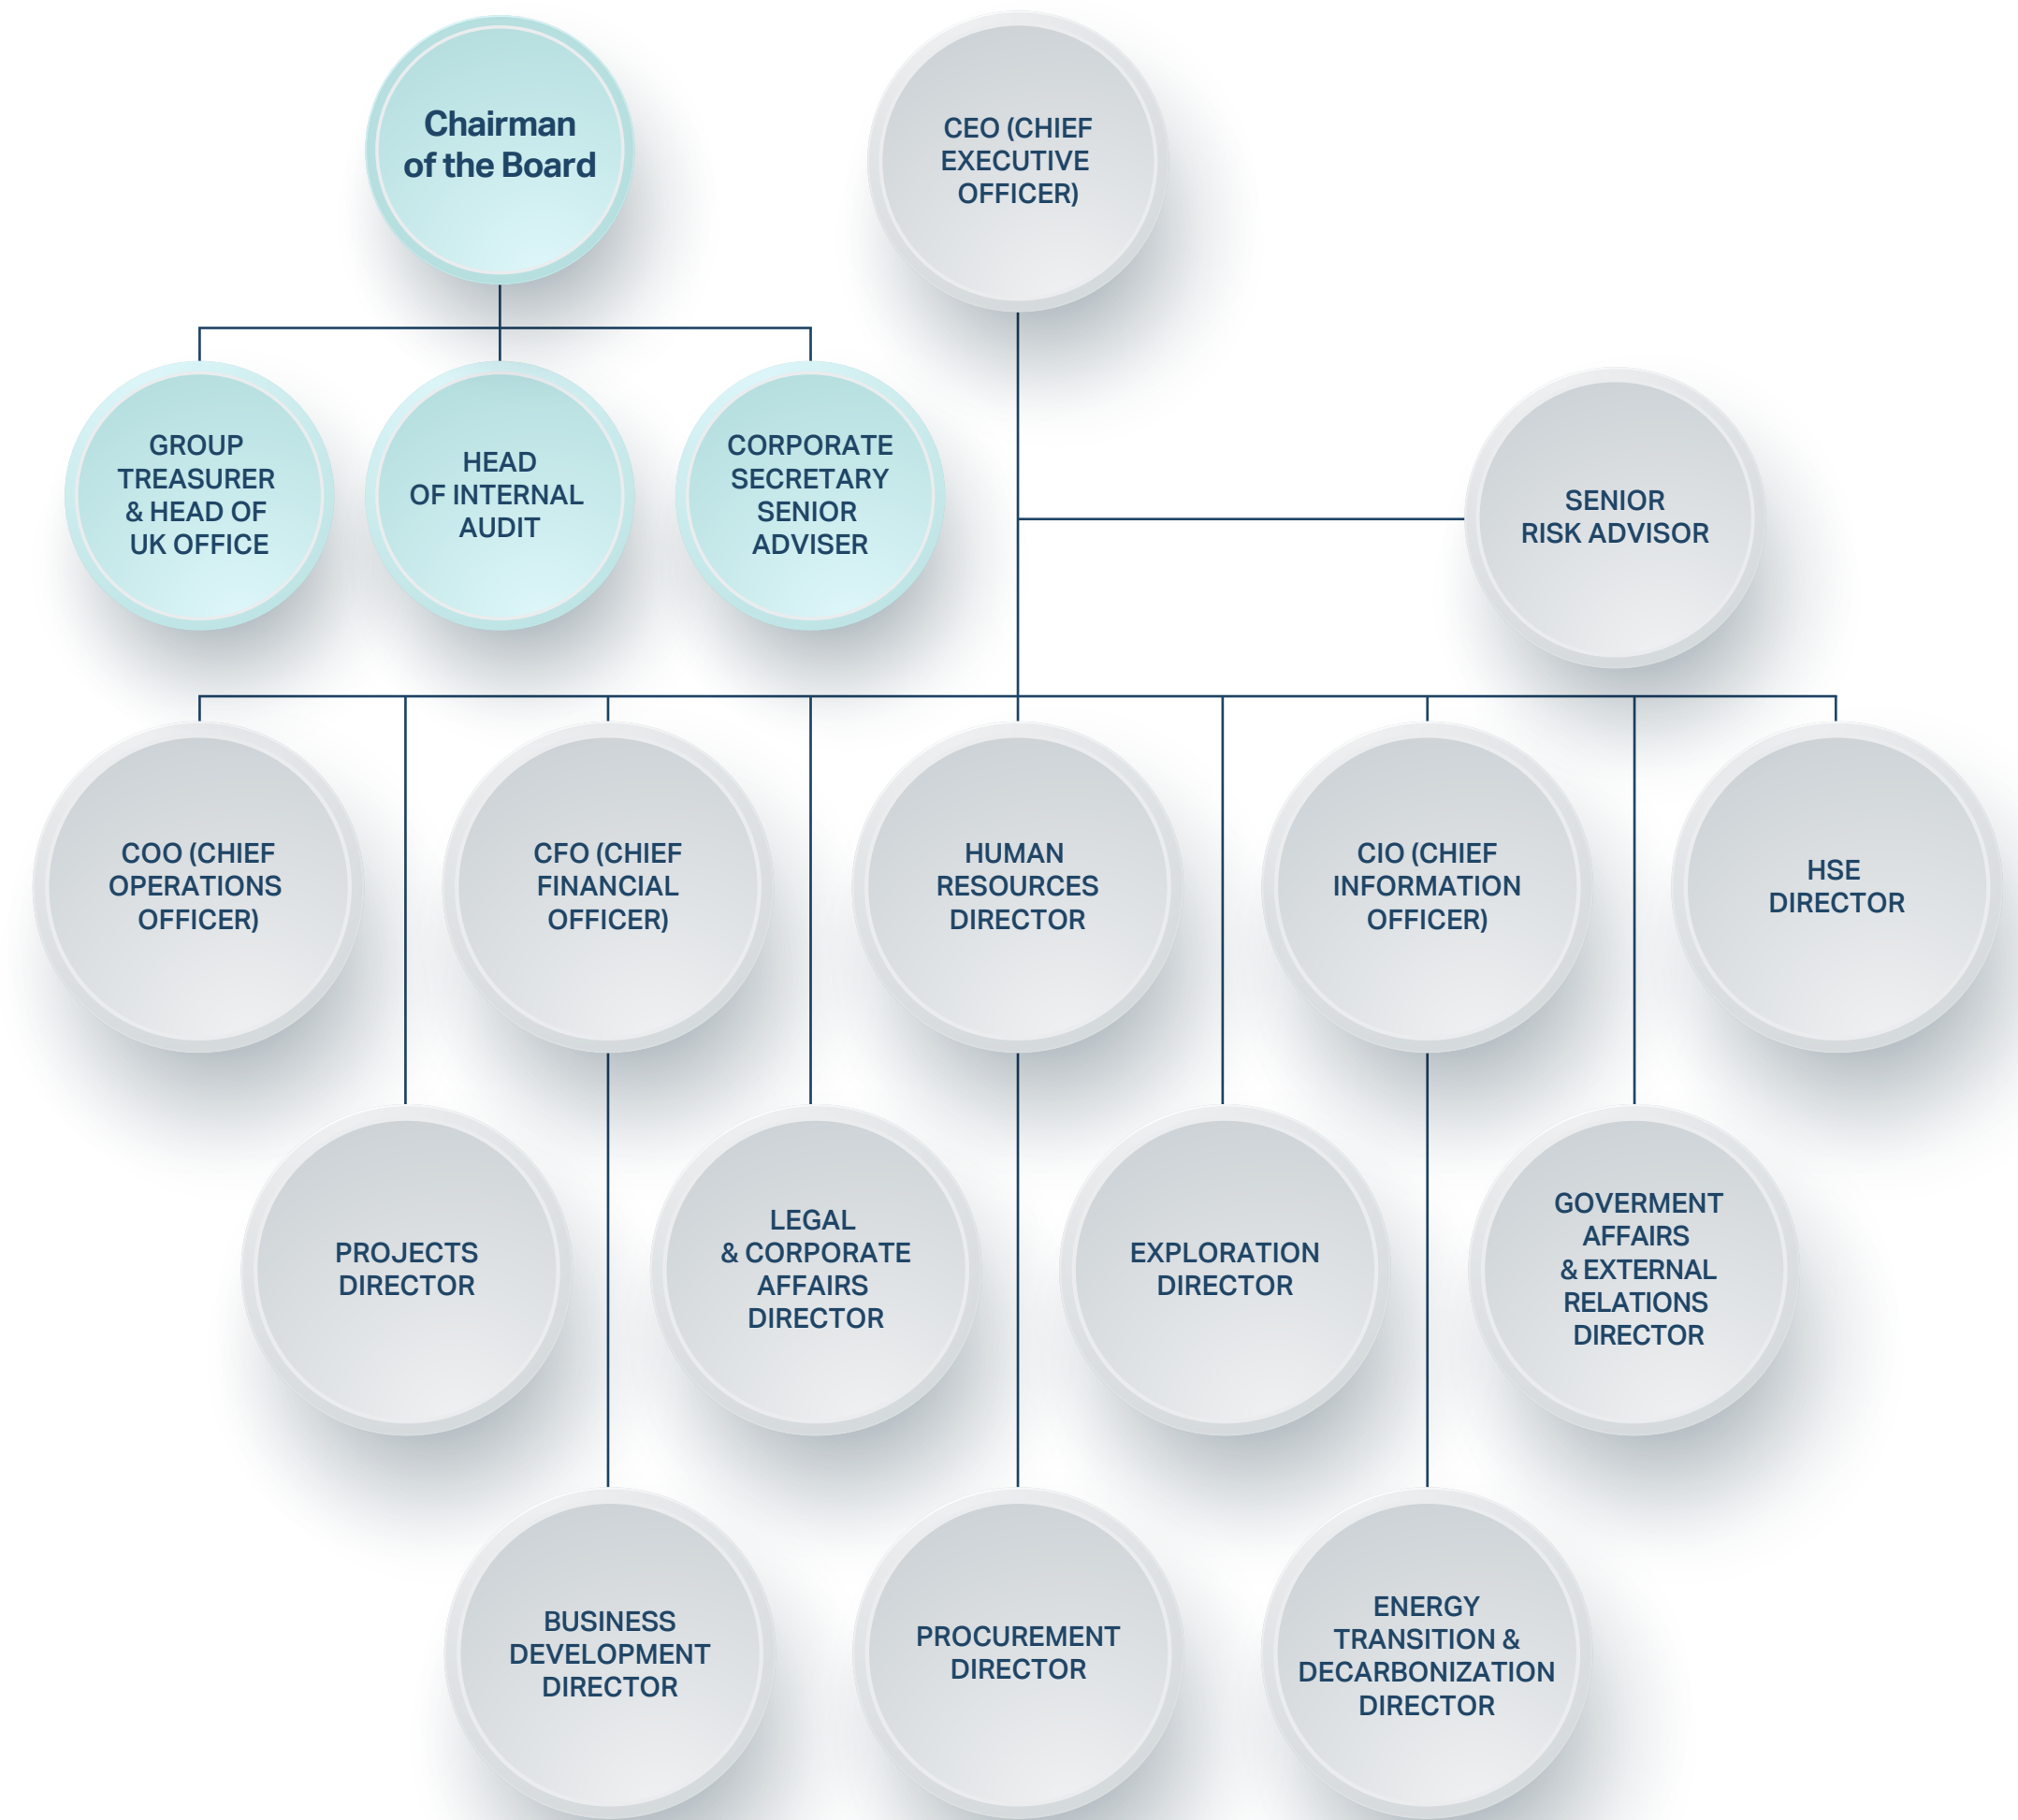 Chairman
of the Board
CEO (CHIEF
EXECUTIVE
OFFICER)
GROUP
TREASURER
& HEAD OF
UK OFFICE
HEAD
OF INTERNAL
AUDIT
CORPORATE
SECRETARY
SENIOR
ADVISER
SENIOR
RISK ADVISOR
COO (CHIEF
OPERATIONS
OFFICER)
CFO (CHIEF
FINANCIAL
OFFICER)
HUMAN
RESOURCES
DIRECTOR
CIO (CHIEF
INFORMATION
OFFICER)
HSE
DIRECTOR
PROJECTS
DIRECTOR
LEGAL
& CORPORATE
AFFAIRS
DIRECTOR
EXPLORATION
DIRECTOR
GOVERMENT
AFFAIRS
& EXTERNAL
RELATIONS
DIRECTOR
BUSINESS
DEVELOPMENT
DIRECTOR
PROCUREMENT
DIRECTOR
ENERGY
TRANSITION &
DECARBONIZATION
DIRECTOR